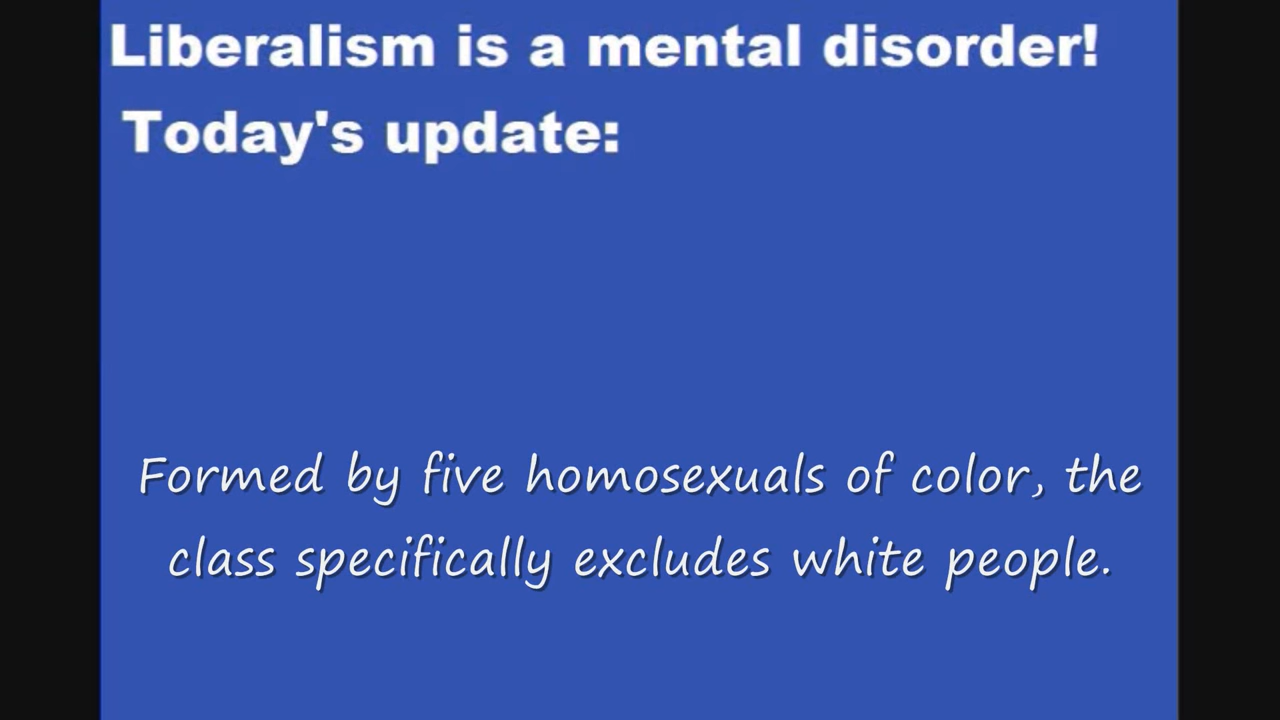 Liberalism is a mental disorder!
Today's update:
Formed by five homosexuals of color, the
class specifically excludes white people.